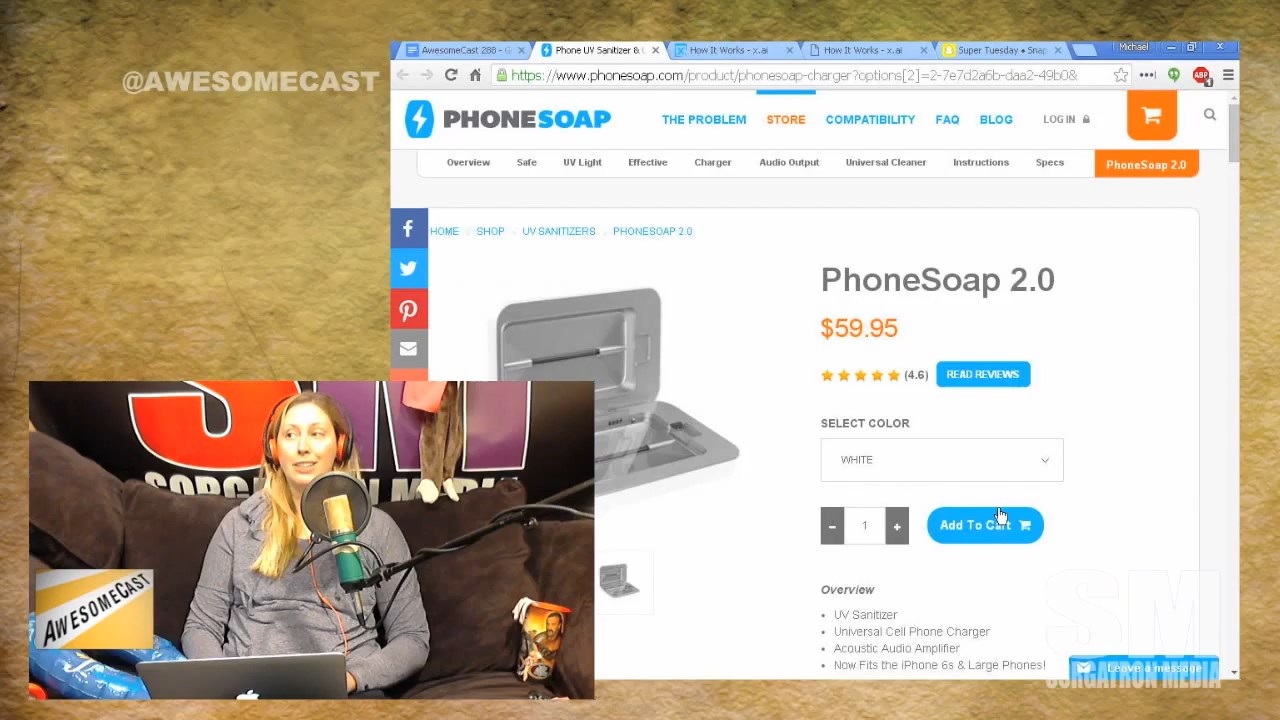 @AWESOMECAST
AwesomeCast 288 - G
Phone UV Sanitizer & U
How It Works - x.ai
How It Works - x.ai
Super Tuesday • Snap
Michael
https://www.phonesoap.com/product/phonesoap-charger?options[2]=
ABP
PHONESOAP
THE PROBLEM
STORE
COMPATIBILITY
FAQ
BLOG
LOG IN
Overview
Safe
UV Light
Effective
Charger
Audio Output
Universal Cleaner
Instructions
Specs
PhoneSoap 2.0
HOME
SHOP
UV SANITIZERS
PHONESOAP 2.0
PhoneSoap 2.0
$59.95
(4.6)
READ REVIEWS
SELECT COLOR
WHITE
- 1 +
Add To Cart
Overview
UV Sanitizer
Universal Cell Phone Charger
Acoustic Audio Amplifier
Now Fits the iPhone 6s & Large Phones!
Leave a message
SM
SORGATRON MEDIA
SORGATRON MEDIA
AWESOMECAST